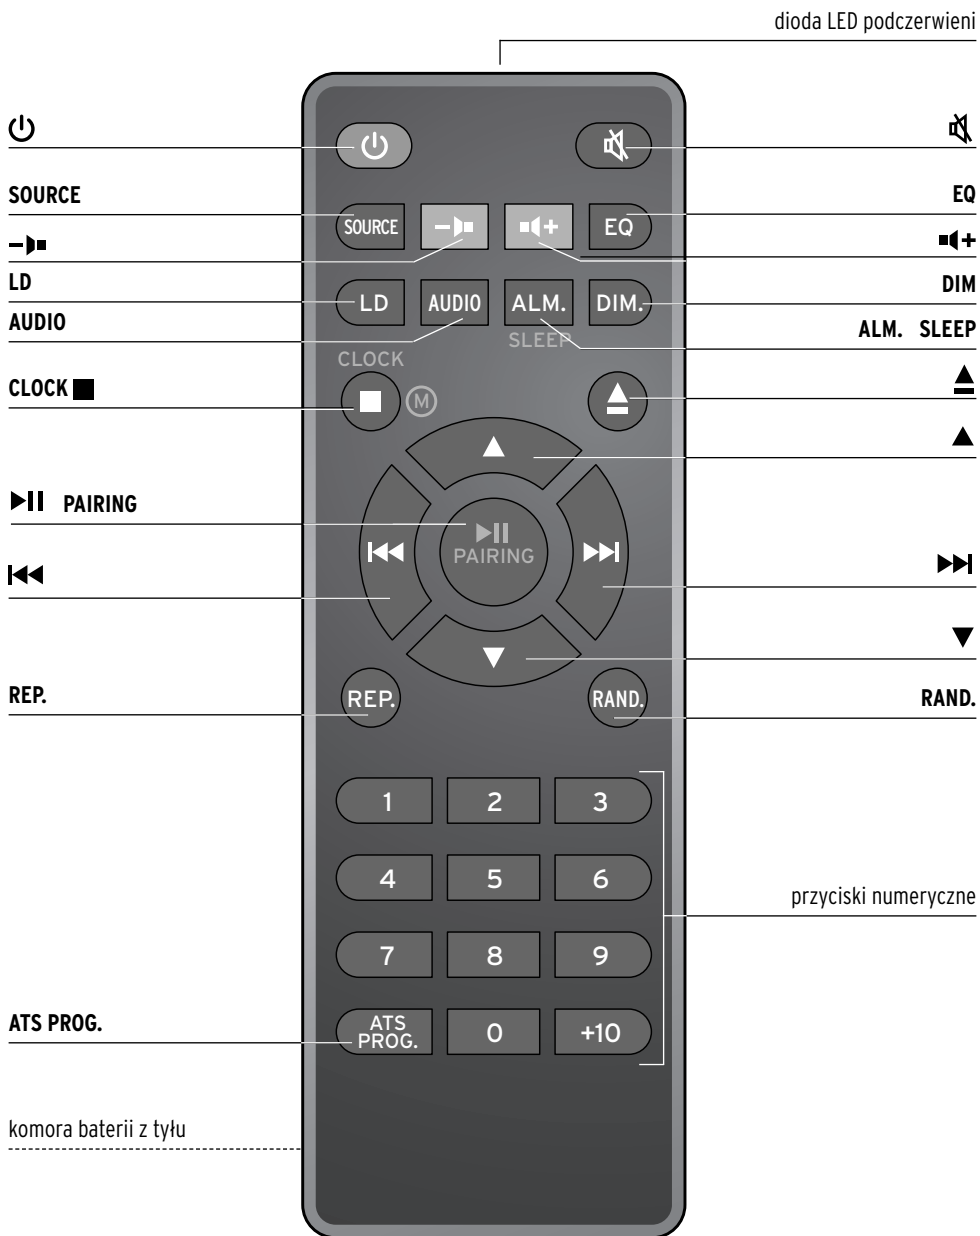 dioda LED podczerwieni
SOURCE
EQ
LD
DIM
AUDIO
ALM. SLEEP
CLOCK
PAIRING
REP.
RAND.
przyciski numeryczne
ATS PROG.
komora baterii z tyłu
SOURCE
EQ
LD
AUDIO
ALM.
DIM.
SLEEP
CLOCK
M
PAIRING
REP.
RAND.
1 2 3
4 5 6
7 8 9
ATS
PROG.
0 +10